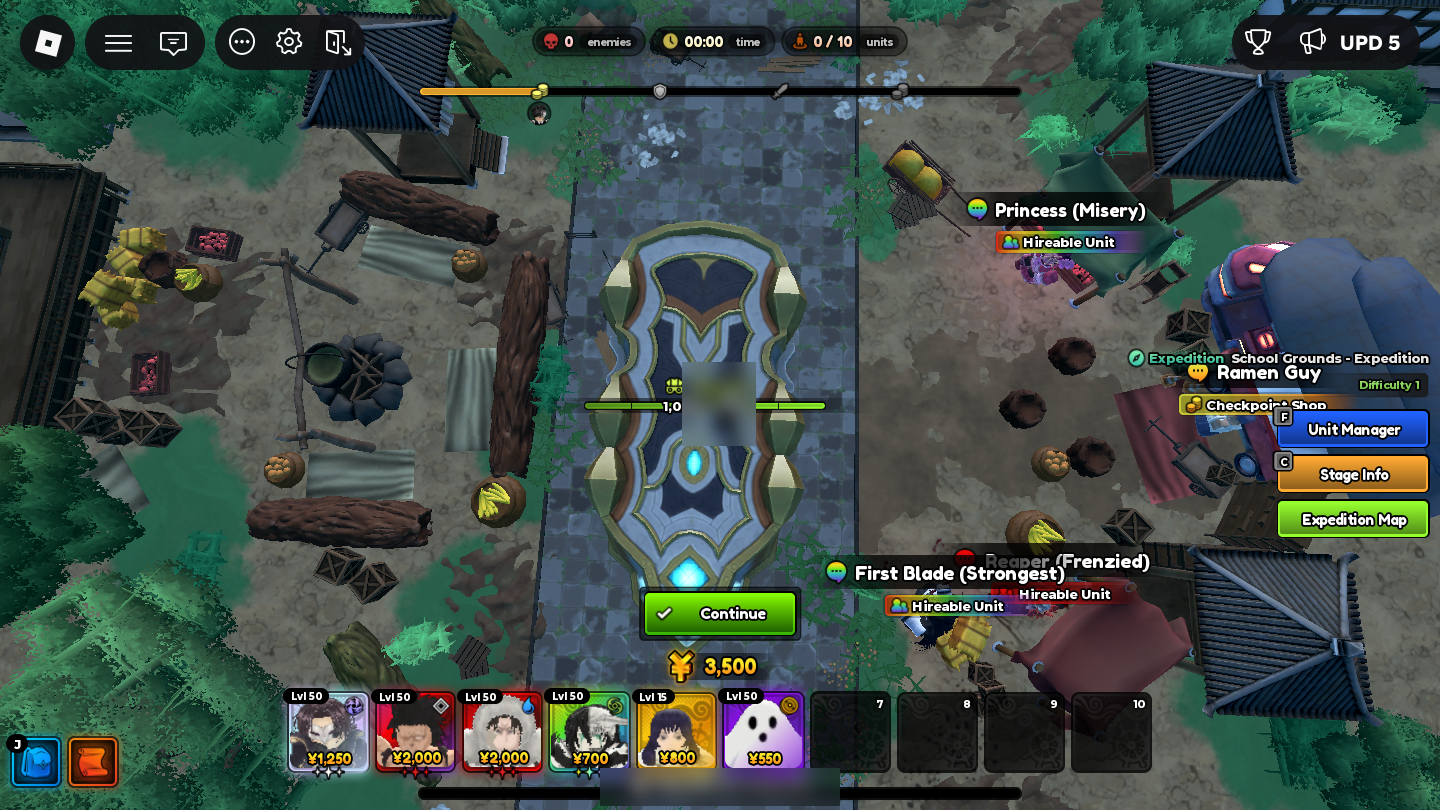 0 enemies
00:00 time
0 / 10 units
UPD 5
Princess (Misery)
Hireable Unit
Expedition School Grounds - Expedition
Ramen Guy
Difficulty 1
Checkpoint Shop
F
Unit Manager
C
Stage Info
Expedition Map
1,0
Reaper (Frenzied)
First Blade (Strongest)
Hireable Unit
Hireable Unit
Continue
¥ 3,500
Lvl 50
Lvl 50
Lvl 50
Lvl 50
Lvl 15
Lvl 50
7
8
9
10
J
¥1,250
¥2,000
¥2,000
¥700
¥800
¥550